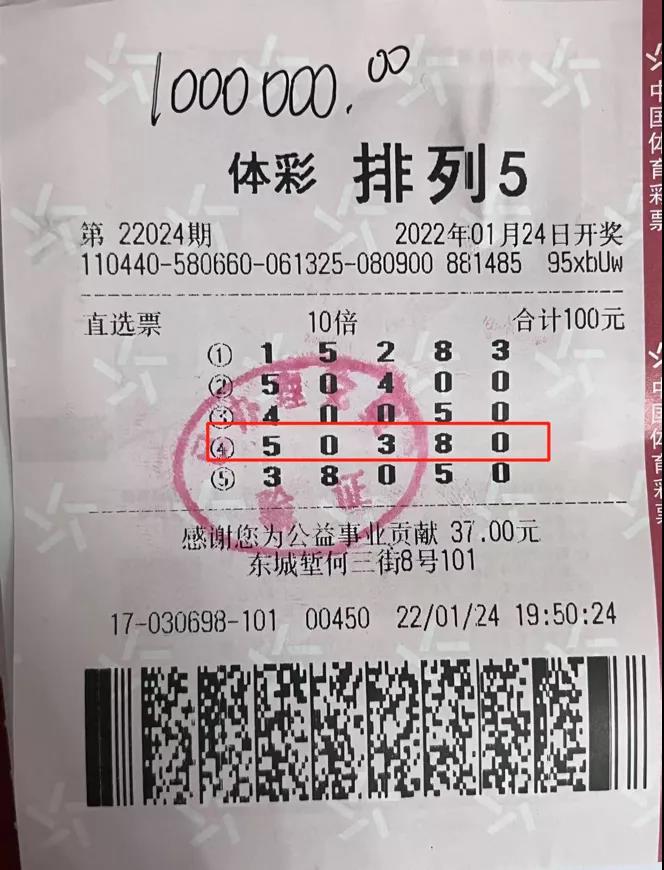 1000000.00
体彩 排列5
第 22024期 2022年01月24日开奖
110440-580660-061325-080900 881485 95xbUw
直选票 10倍 合计100元
① 1 5 2 8 3
② 5 0 4 0 0
③ 4 0 0 5 0
④ 5 0 3 8 0
⑤ 3 8 0 5 0
感谢您为公益事业贡献 37.00元
东城堑何三街8号101
17-030698-101 00450 22/01/24 19:50:24
中国体育彩票
中国体育彩票